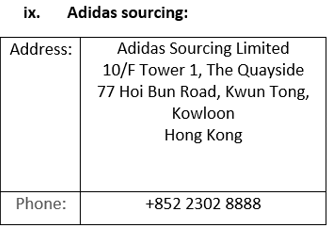 ix. Adidas sourcing:
Address:
Adidas Sourcing Limited
10/F Tower 1, The Quayside
77 Hoi Bun Road, Kwun Tong,
Kowloon
Hong Kong
Phone:
+852 2302 8888